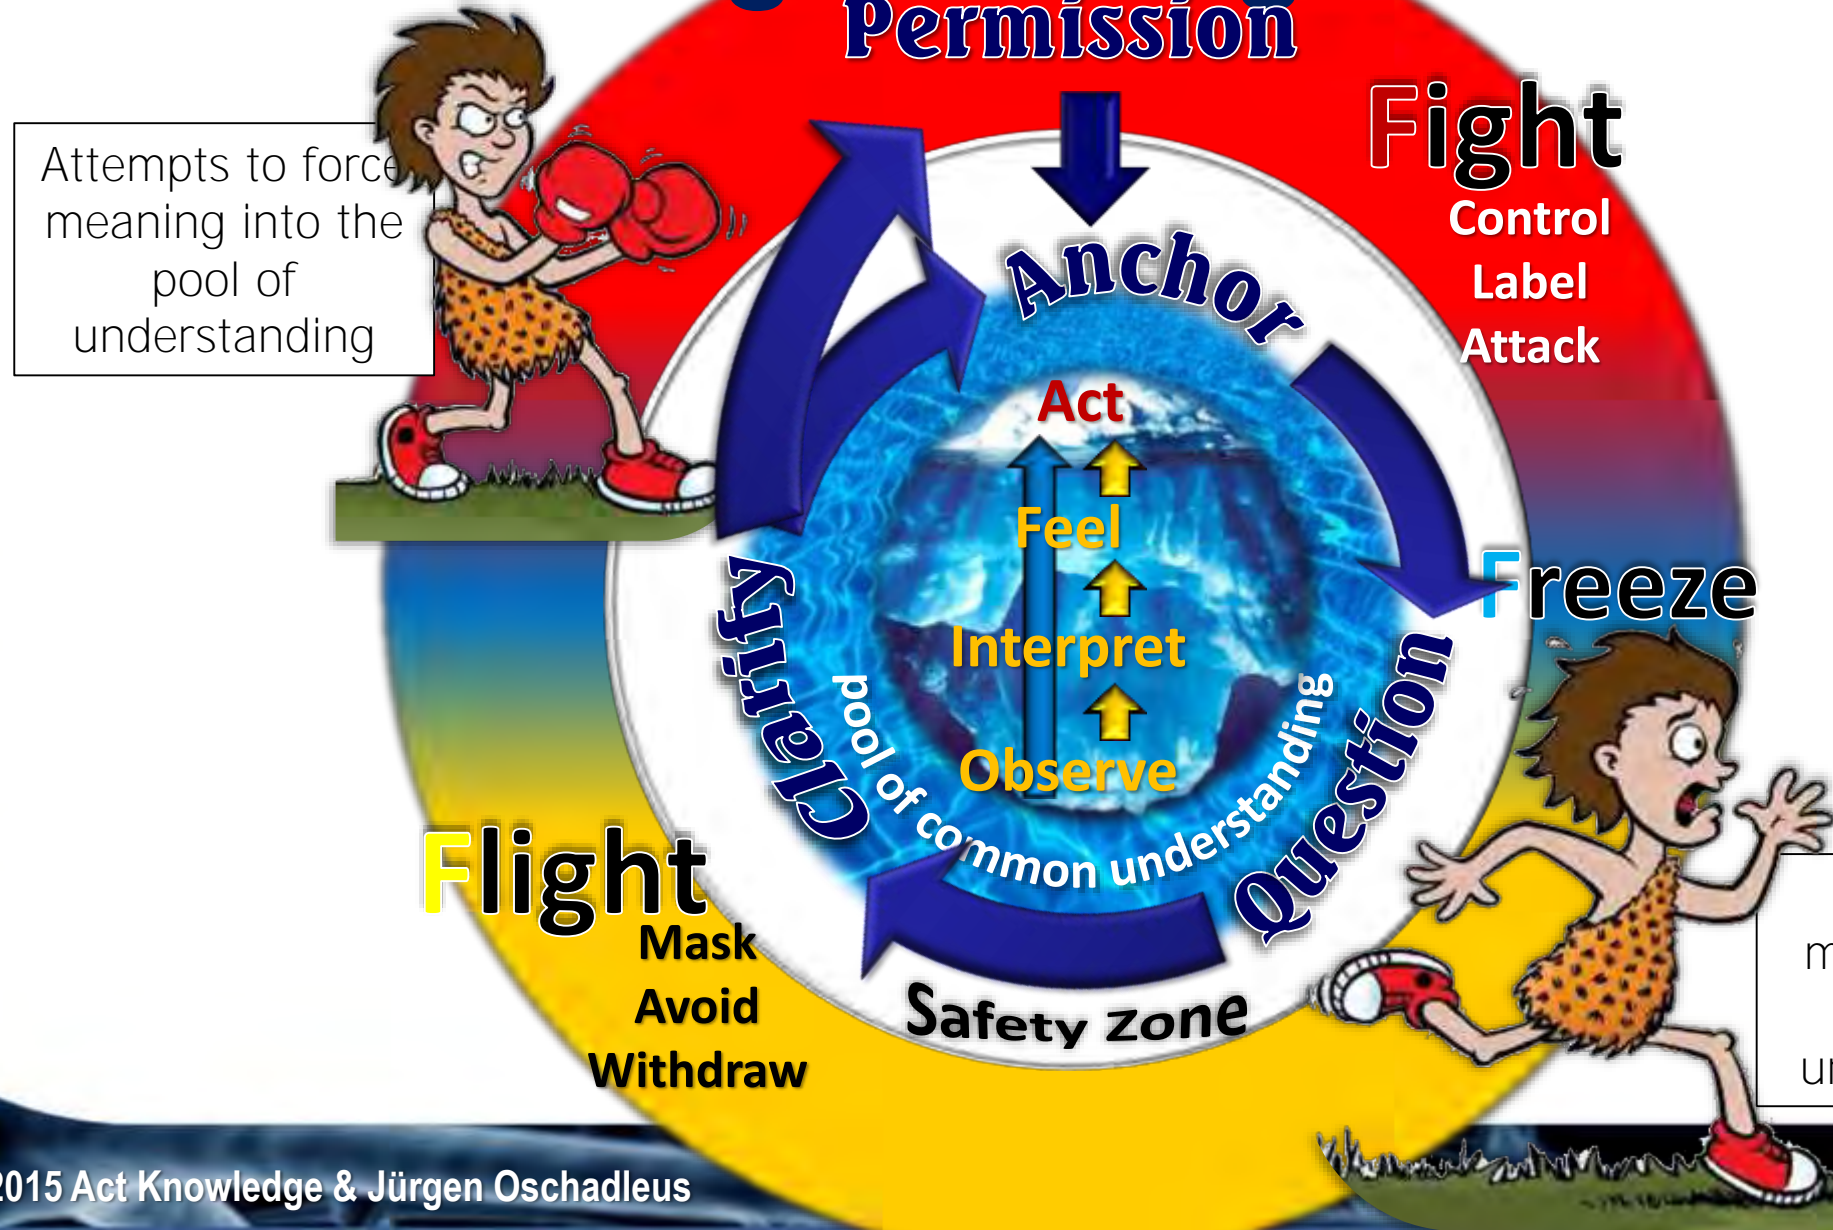 Permission
Attempts to force
meaning into the
pool of
understanding
Fight
Control
Label
Attack
Anchor
Act
Feel
Interpret
Observe
Freeze
Clarify
pool of common understanding
Question
Flight
Mask
Avoid
Withdraw
Safety zone
2015 Act Knowledge & Jürgen Oschadleus